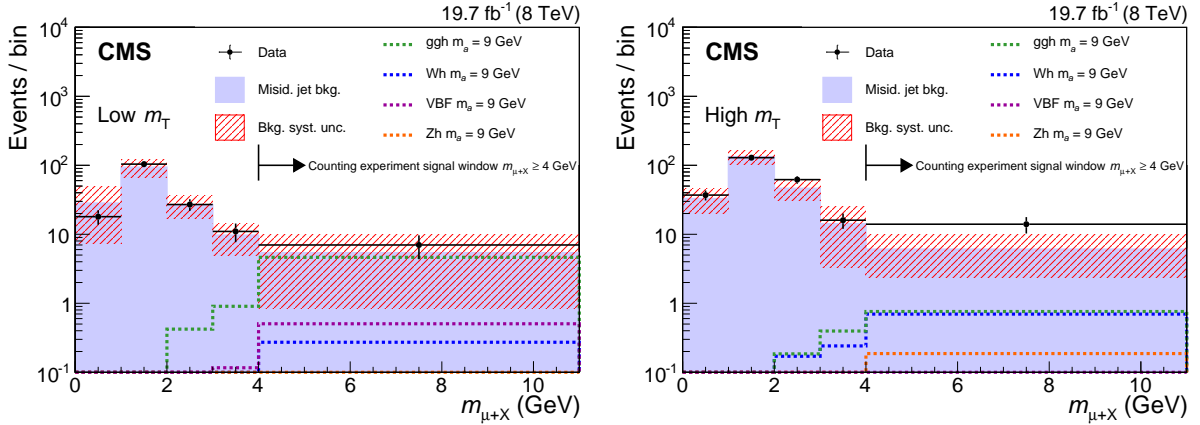 19.7 fb⁻¹ (8 TeV)
Events / bin
10⁴
10³
10²
10
1
10⁻¹
CMS
Low m_T
Data
Misid. jet bkg.
Bkg. syst. unc.
ggh mₐ = 9 GeV
Wh mₐ = 9 GeV
VBF mₐ = 9 GeV
Zh mₐ = 9 GeV
Counting experiment signal window m_μ+X ≥ 4 GeV
0 2 4 6 8 10
m_μ+X (GeV)
19.7 fb⁻¹ (8 TeV)
Events / bin
10⁴
10³
10²
10
1
10⁻¹
CMS
High m_T
Data
Misid. jet bkg.
Bkg. syst. unc.
ggh mₐ = 9 GeV
Wh mₐ = 9 GeV
VBF mₐ = 9 GeV
Zh mₐ = 9 GeV
Counting experiment signal window m_μ+X ≥ 4 GeV
0 2 4 6 8 10
m_μ+X (GeV)